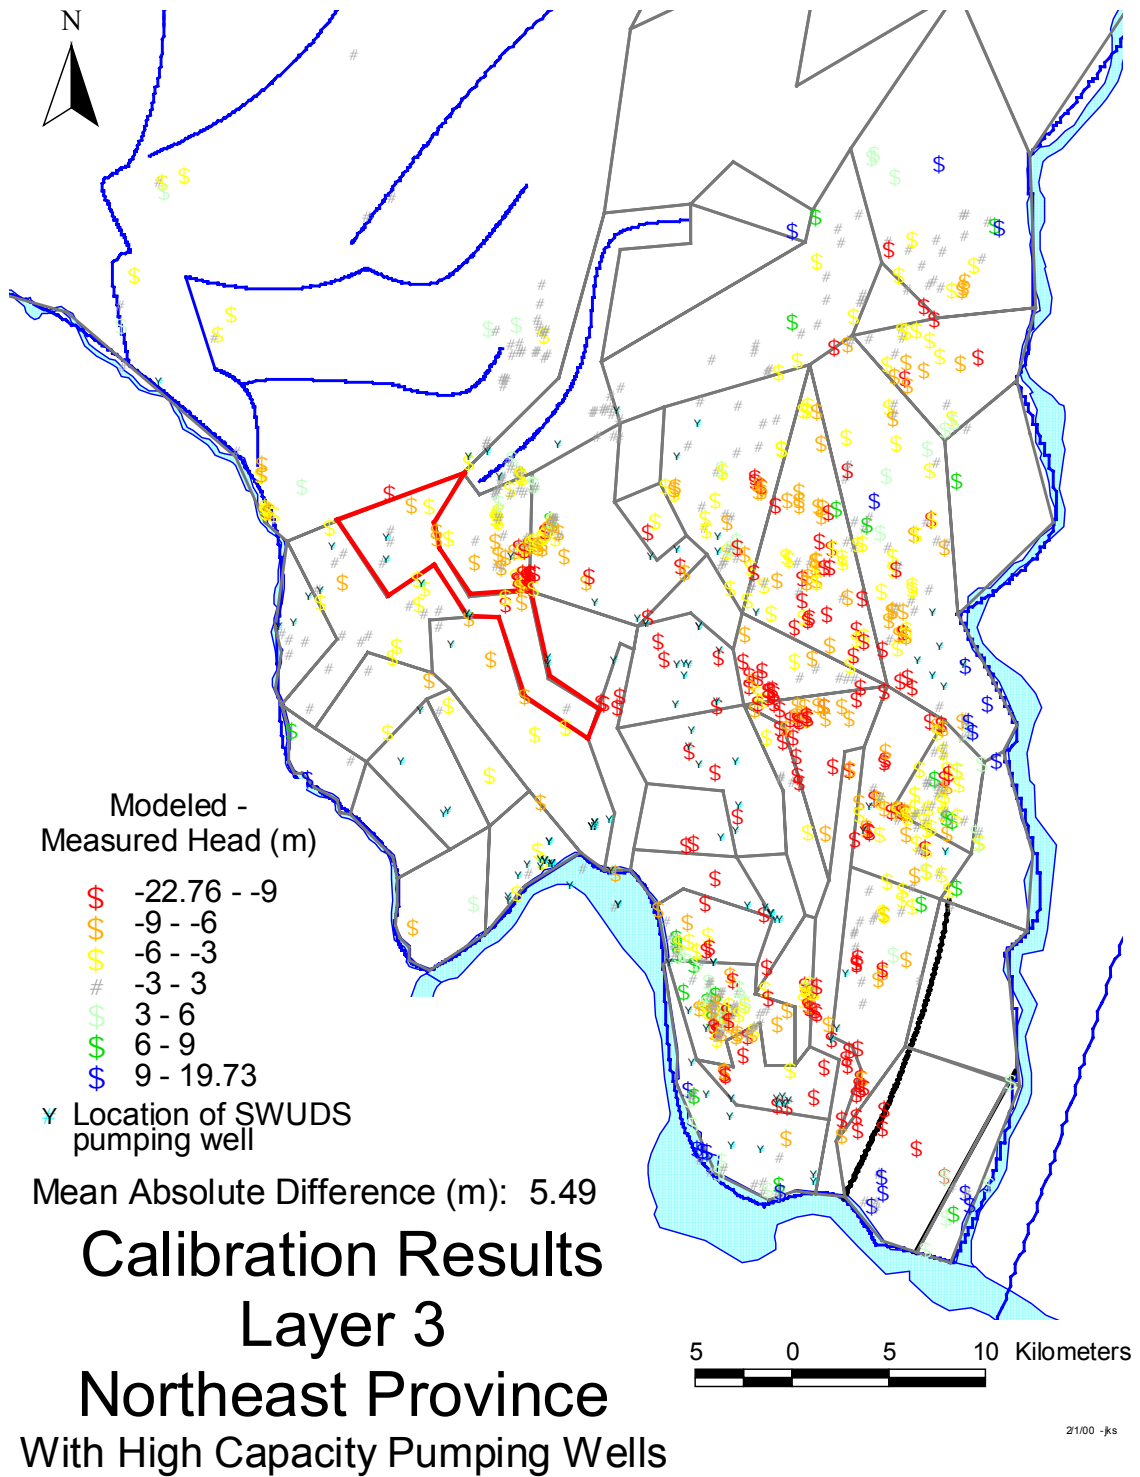 N
Modeled -
Measured Head (m)
$ -22.76 - -9
$ -9 - -6
$ -6 - -3
# -3 - 3
$ 3 - 6
$ 6 - 9
$ 9 - 19.73
Y Location of SWUDS
pumping well
Mean Absolute Difference (m): 5.49
Calibration Results
Layer 3
Northeast Province
With High Capacity Pumping Wells
5 0 5 10 Kilometers
2/1/00 -jks